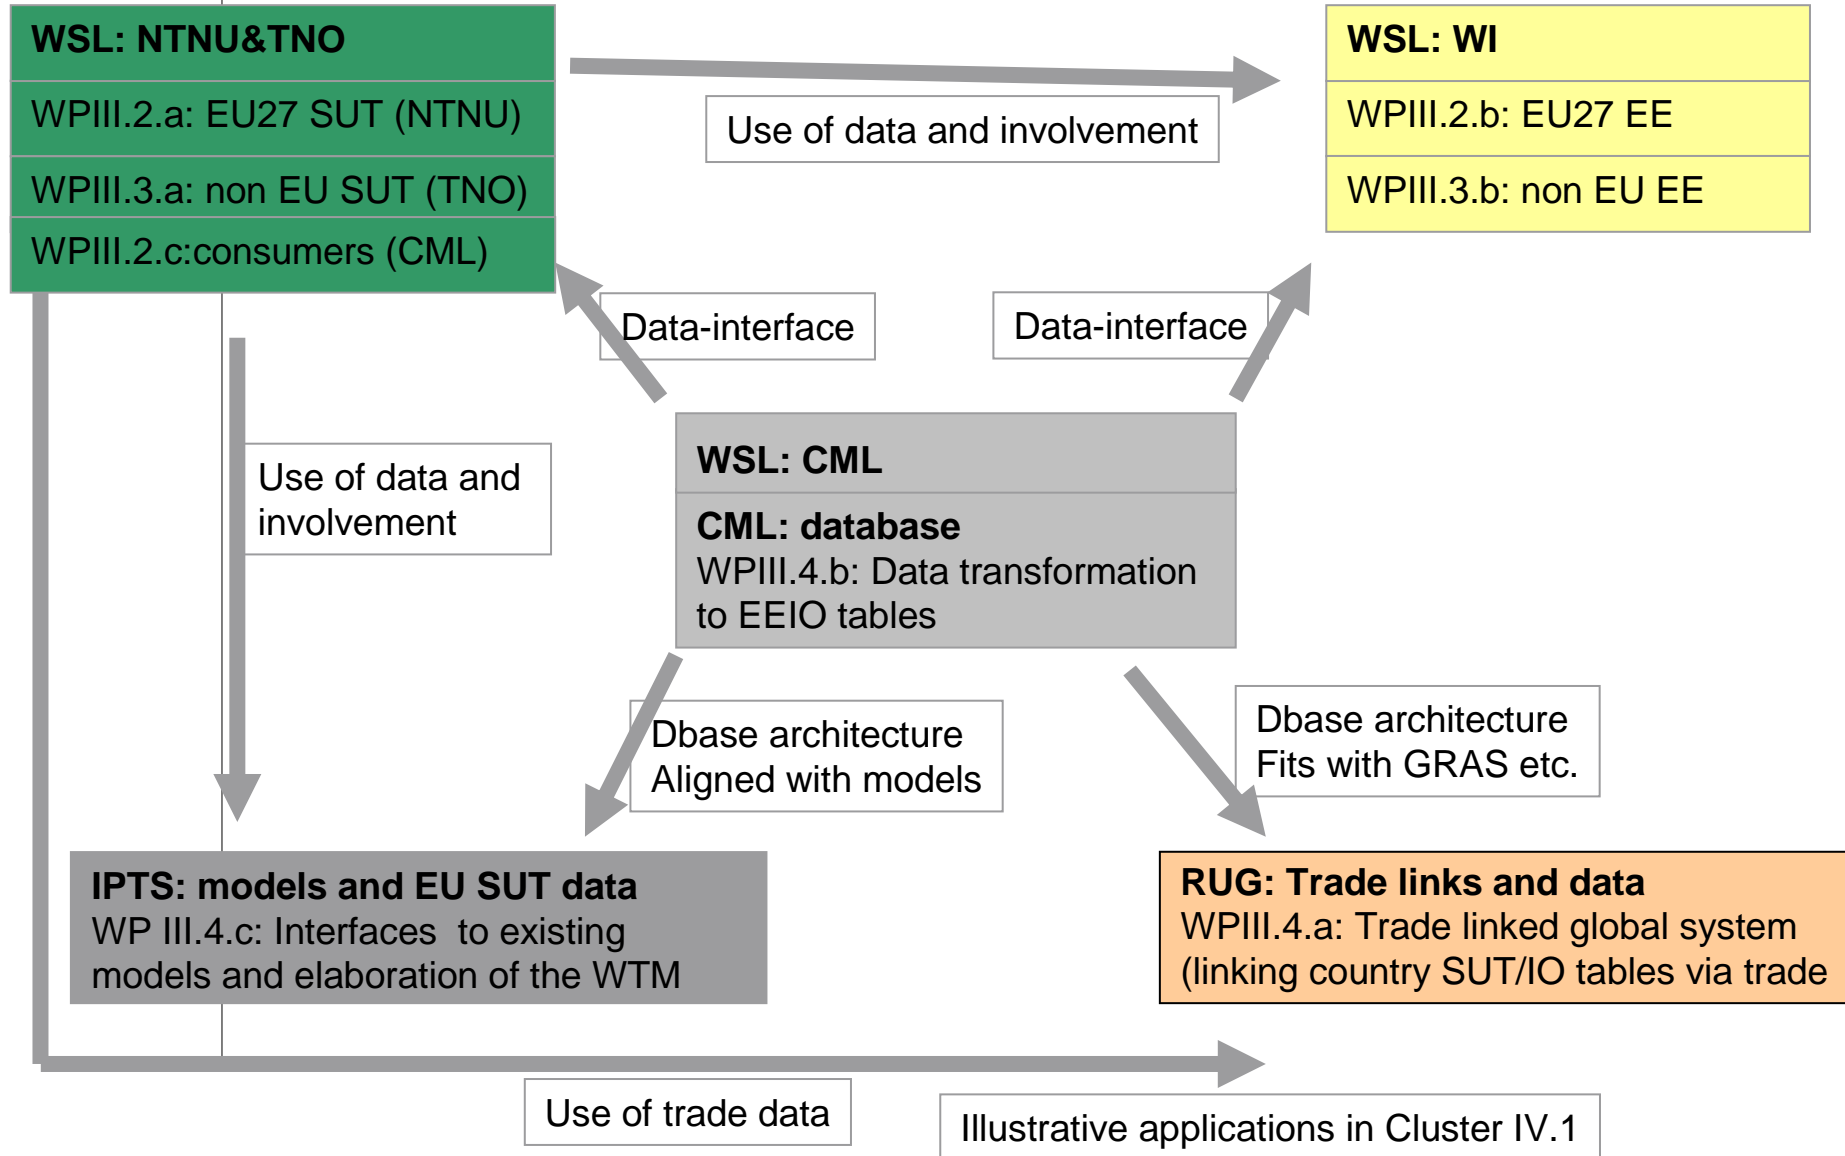 WSL: NTNU&TNO
WPIII.2.a: EU27 SUT (NTNU)
WPIII.3.a: non EU SUT (TNO)
WPIII.2.c:consumers (CML)
Use of data and involvement
WSL: WI
WPIII.2.b: EU27 EE
WPIII.3.b: non EU EE
Data-interface
Data-interface
Use of data and
involvement
WSL: CML
CML: database
WPIII.4.b: Data transformation
to EEIO tables
Dbase architecture
Aligned with models
Dbase architecture
Fits with GRAS etc.
IPTS: models and EU SUT data
WP III.4.c: Interfaces  to existing
models and elaboration of the WTM
RUG: Trade links and data
WPIII.4.a: Trade linked global system
(linking country SUT/IO tables via trade
Use of trade data
Illustrative applications in Cluster IV.1